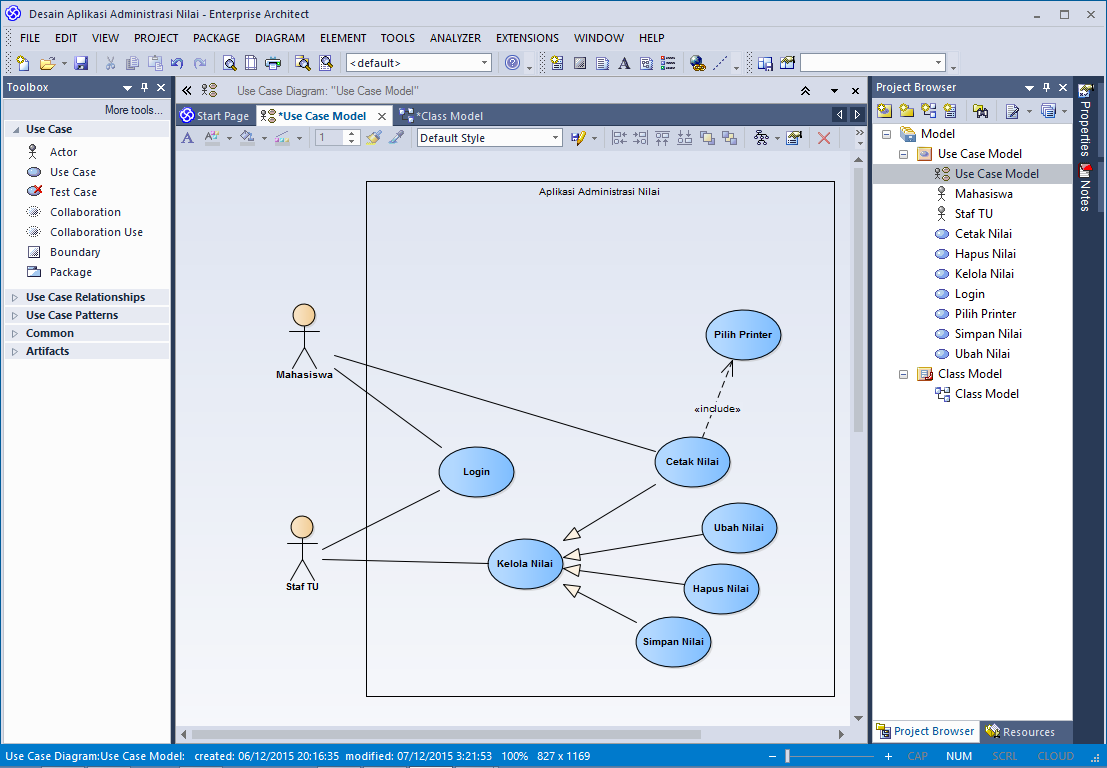 Desain Aplikasi Administrasi Nilai - Enterprise Architect
FILE EDIT VIEW PROJECT PACKAGE DIAGRAM ELEMENT TOOLS ANALYZER EXTENSIONS WINDOW HELP
<default>
Toolbox
More tools...
Use Case
Actor
Use Case
Test Case
Collaboration
Collaboration Use
Boundary
Package
Use Case Relationships
Use Case Patterns
Common
Artifacts
Use Case Diagram: "Use Case Model"
Start Page *Use Case Model *Class Model
1 Default Style
Aplikasi Administrasi Nilai
Pilih Printer
Mahasiswa
«include»
Cetak Nilai
Login
Ubah Nilai
Kelola Nilai
Staf TU
Hapus Nilai
Simpan Nilai
Project Browser
Model
Use Case Model
Use Case Model
Mahasiswa
Staf TU
Cetak Nilai
Hapus Nilai
Kelola Nilai
Login
Pilih Printer
Simpan Nilai
Ubah Nilai
Class Model
Class Model
Project Browser Resources
Properties
Notes
Use Case Diagram:Use Case Model: created: 06/12/2015 20:16:35 modified: 07/12/2015 3:21:53 100% 827 x 1169
CAP NUM SCRL CLOUD